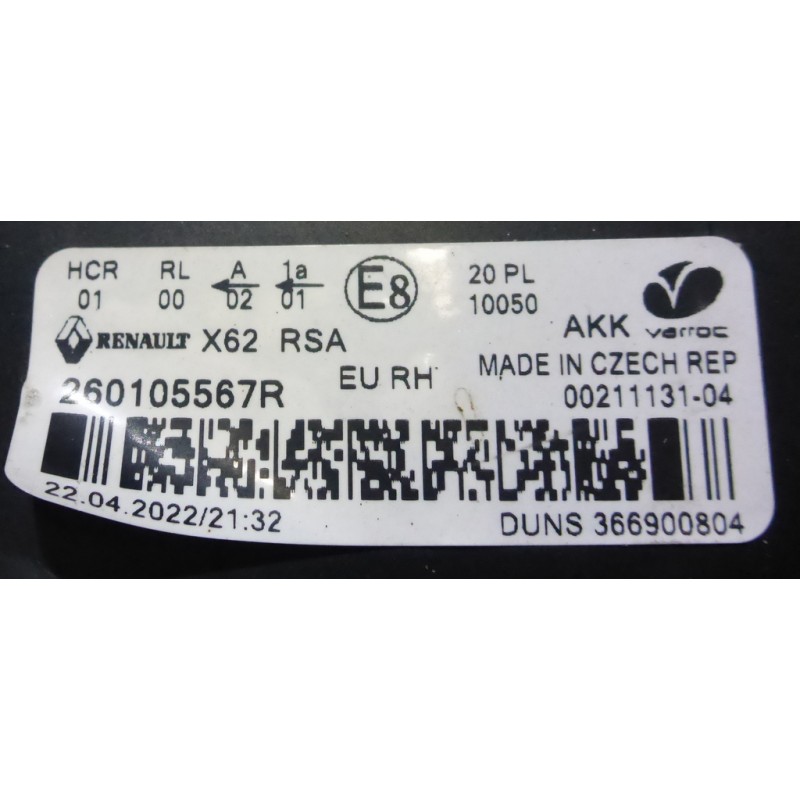 HCR RL A 1a E8 20 PL
01 00 02 01 10050
RENAULT X62 RSA AKK varroc
EU RH MADE IN CZECH REP
260105567R 00211131-04
22.04.2022/21:32 DUNS 366900804